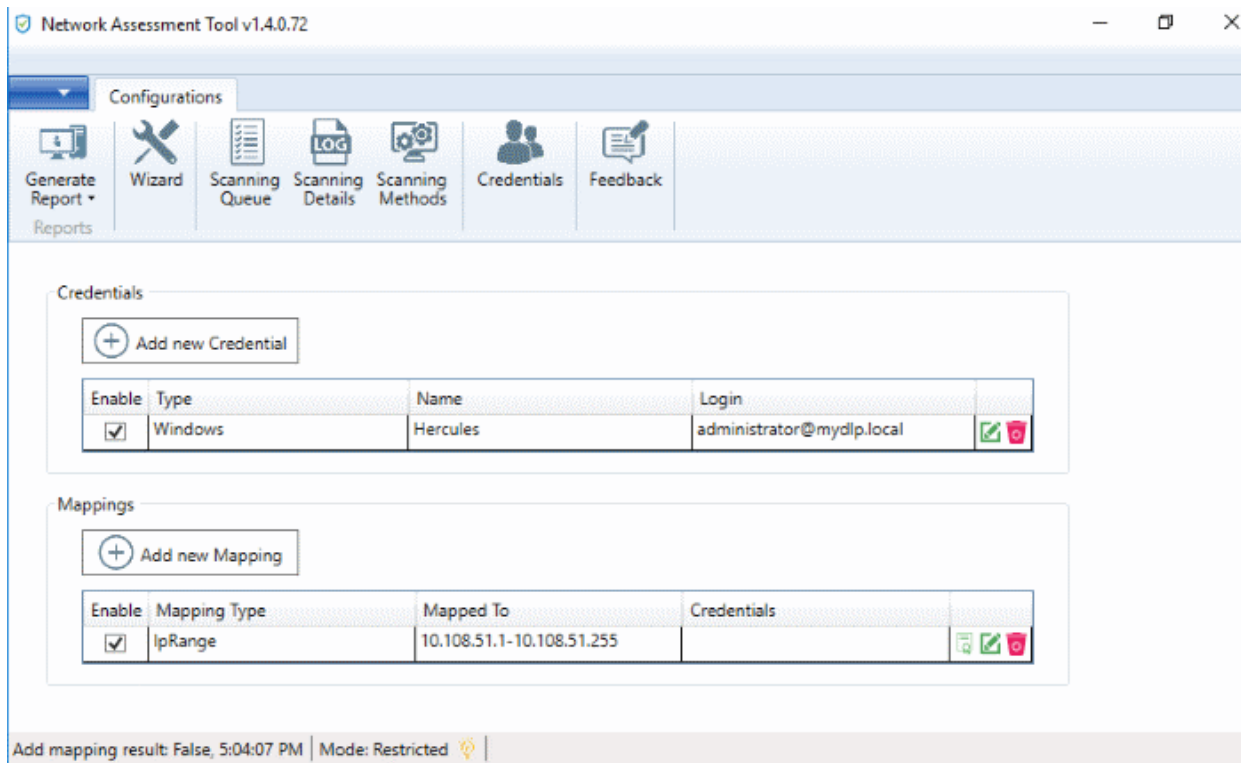 Network Assessment Tool v1.4.0.72
Configurations
Generate Report Wizard Scanning Queue Scanning Details LOG Scanning Methods Credentials Feedback
Reports
Credentials
Add new Credential
Enable Type Name Login
Windows Hercules administrator@mydlp.local
Mappings
Add new Mapping
Enable Mapping Type Mapped To Credentials
IpRange 10.108.51.1-10.108.51.255
Add mapping result: False, 5:04:07 PM Mode: Restricted